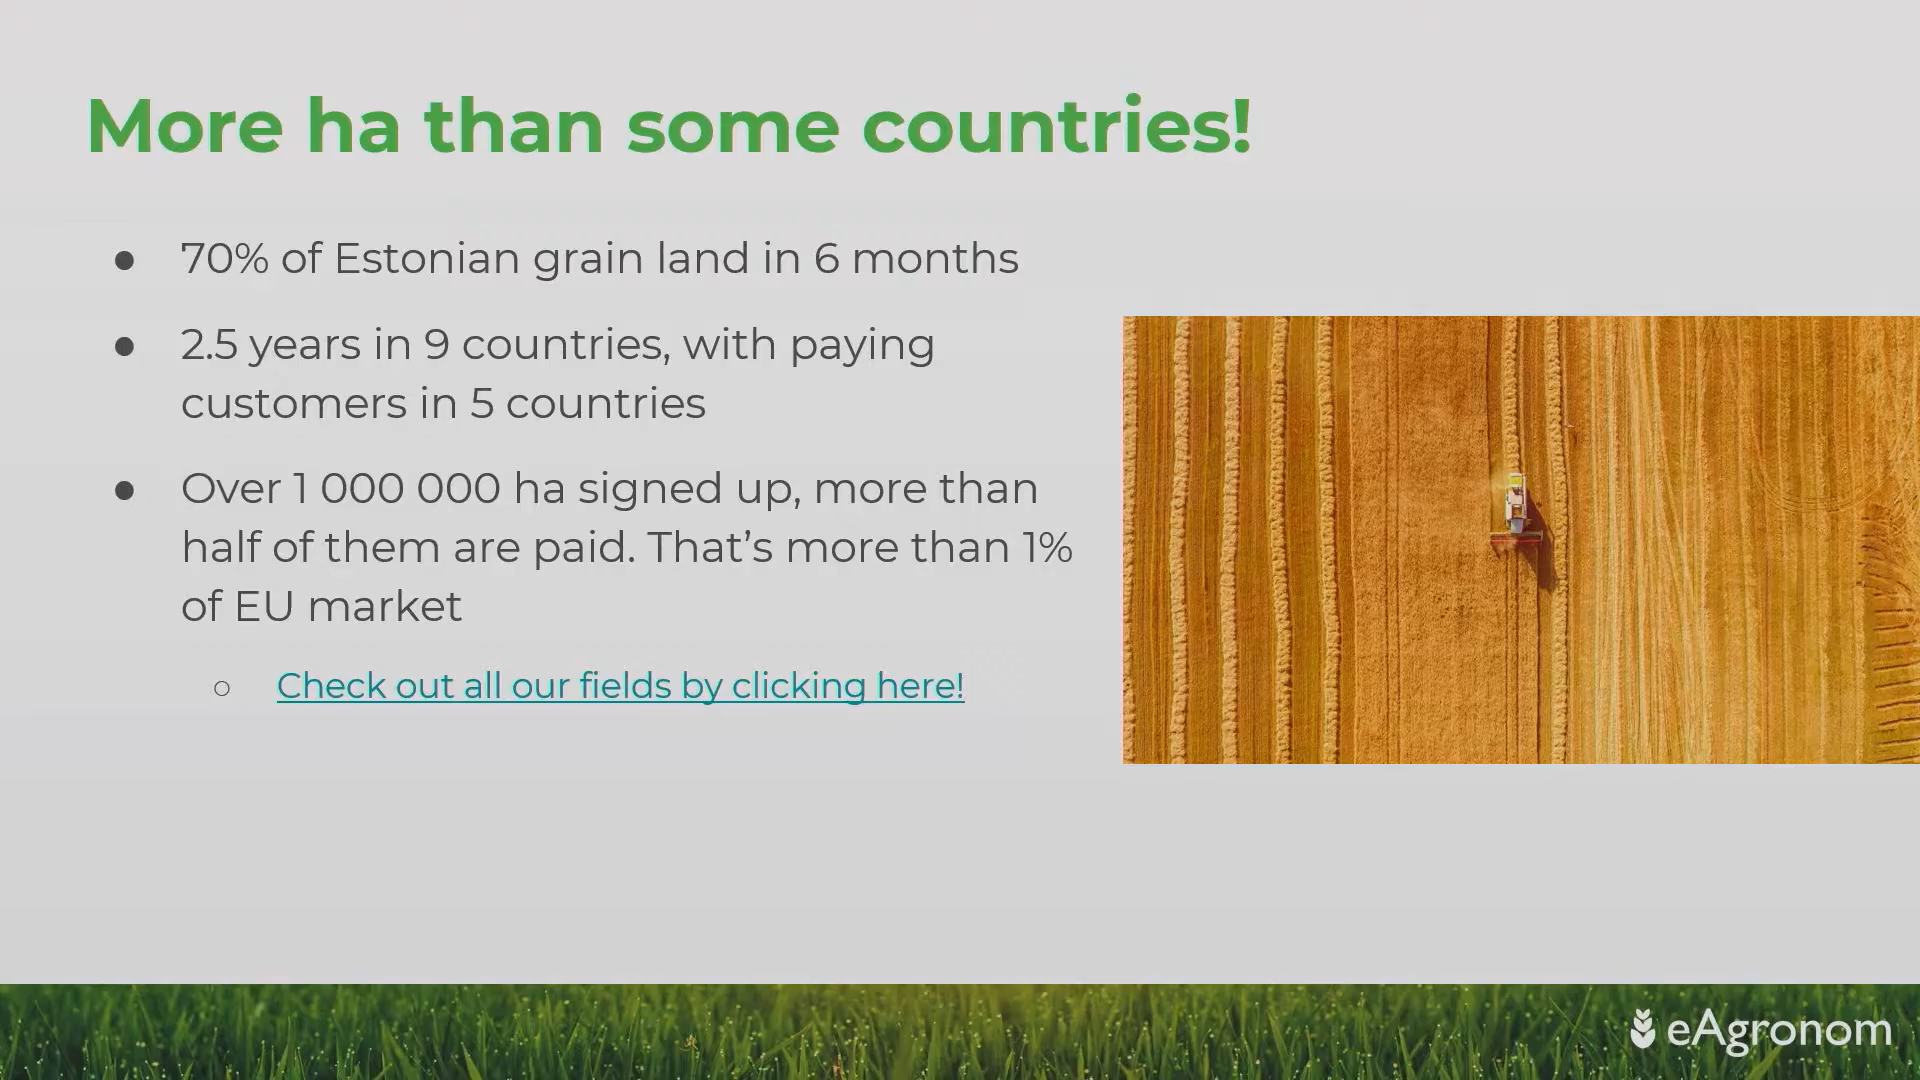 More ha than some countries!
● 70% of Estonian grain land in 6 months
● 2.5 years in 9 countries, with paying
customers in 5 countries
● Over 1 000 000 ha signed up, more than
half of them are paid. That’s more than 1%
of EU market
○ Check out all our fields by clicking here!
eAgronom